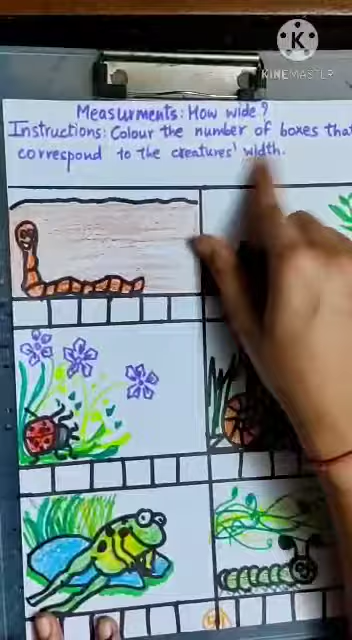 K
KINEMASTER
Measurments: How wide?
Instructions: Colour the number of boxes that
correspond to the creatures' width.